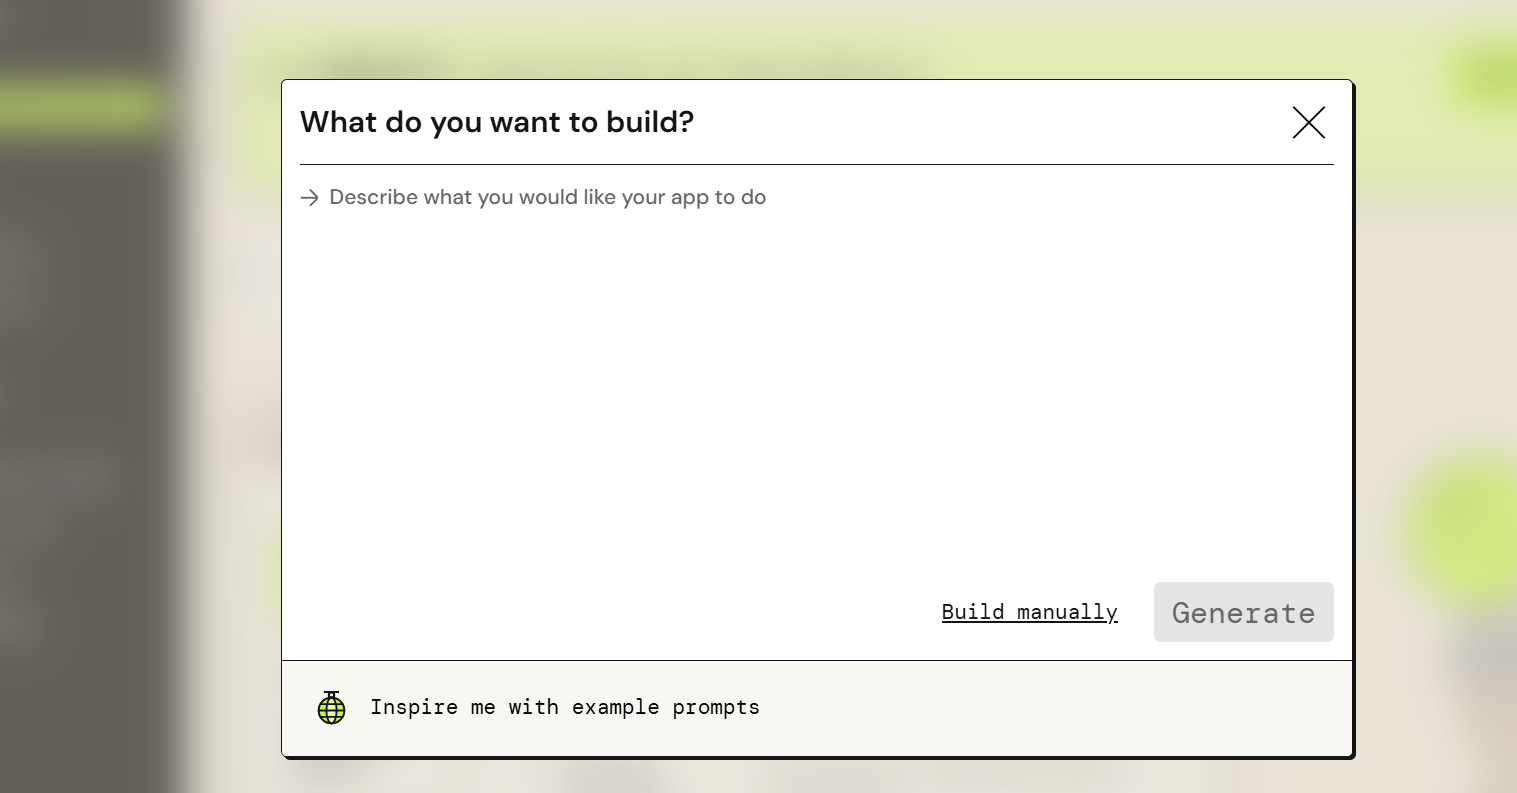 What do you want to build?
Describe what you would like your app to do
Build manually
Generate
Inspire me with example prompts